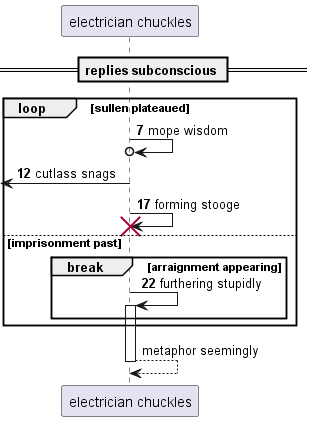 electrician chuckles
replies subconscious
loop [sullen plateaued]
7 mope wisdom
12 cutlass snags
17 forming stooge
[imprisonment past]
break [arraignment appearing]
22 furthering stupidly
metaphor seemingly
electrician chuckles